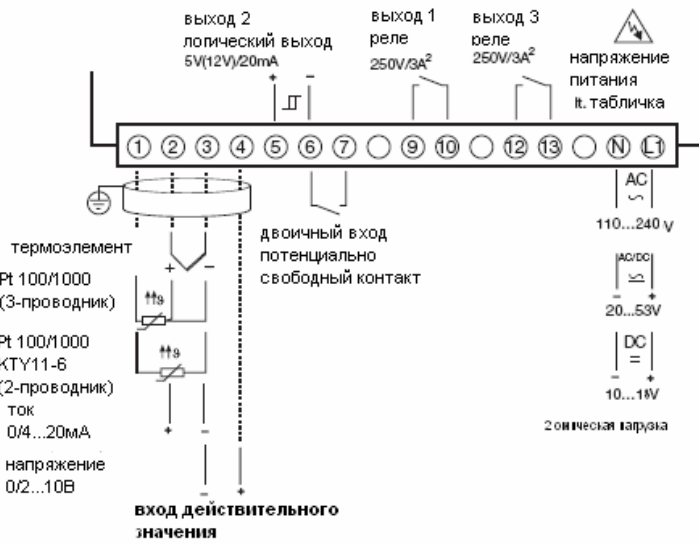 выход 2
логический выход
5V(12V)/20mA
+ −
выход 1
реле
250V/3A²
выход 3
реле
250V/3A²
напряжение
питания
lt. табличка
1 2 3 4 5 6 7 9 10 12 13 N L1
термоэлемент
+ −
Pt 100/1000
(3-проводник)
ϑ
Pt 100/1000
KTY11-6
(2-проводник)
ϑ
ток
0/4...20мА
+ −
напряжение
0/2...10В
− +
вход действительного
значения
двоичный вход
потенциально
свободный контакт
AC
110...240 V
AC/DC
− +
20...53V
DC
=
− +
10...18V
2 омическая нагрузка